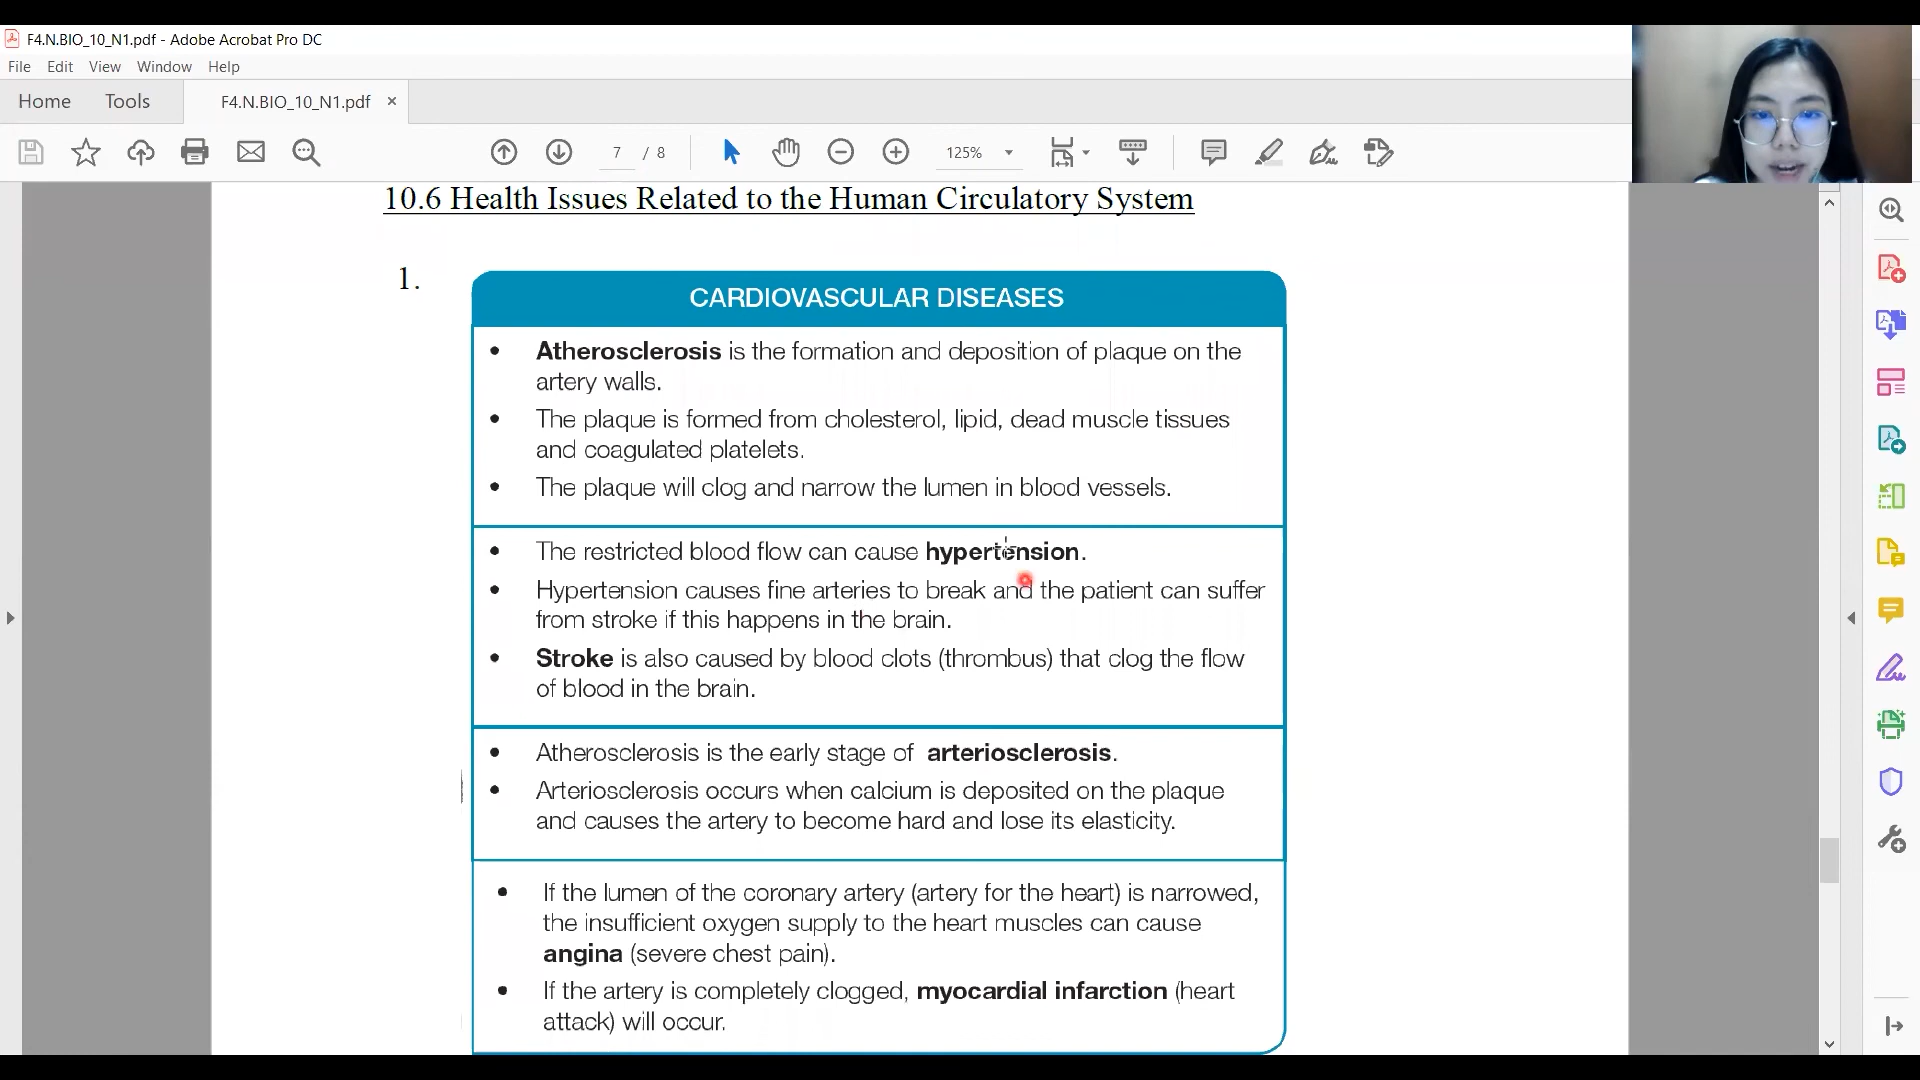 F4.N.BIO_10_N1.pdf - Adobe Acrobat Pro DC
File Edit View Window Help
Home Tools F4.N.BIO_10_N1.pdf ×
7 / 8 125%
10.6 Health Issues Related to the Human Circulatory System
1.
CARDIOVASCULAR DISEASES
• Atherosclerosis is the formation and deposition of plaque on the
artery walls.
• The plaque is formed from cholesterol, lipid, dead muscle tissues
and coagulated platelets.
• The plaque will clog and narrow the lumen in blood vessels.
• The restricted blood flow can cause hypertension.
• Hypertension causes fine arteries to break and the patient can suffer
from stroke if this happens in the brain.
• Stroke is also caused by blood clots (thrombus) that clog the flow
of blood in the brain.
• Atherosclerosis is the early stage of arteriosclerosis.
• Arteriosclerosis occurs when calcium is deposited on the plaque
and causes the artery to become hard and lose its elasticity.
• If the lumen of the coronary artery (artery for the heart) is narrowed,
the insufficient oxygen supply to the heart muscles can cause
angina (severe chest pain).
• If the artery is completely clogged, myocardial infarction (heart
attack) will occur.